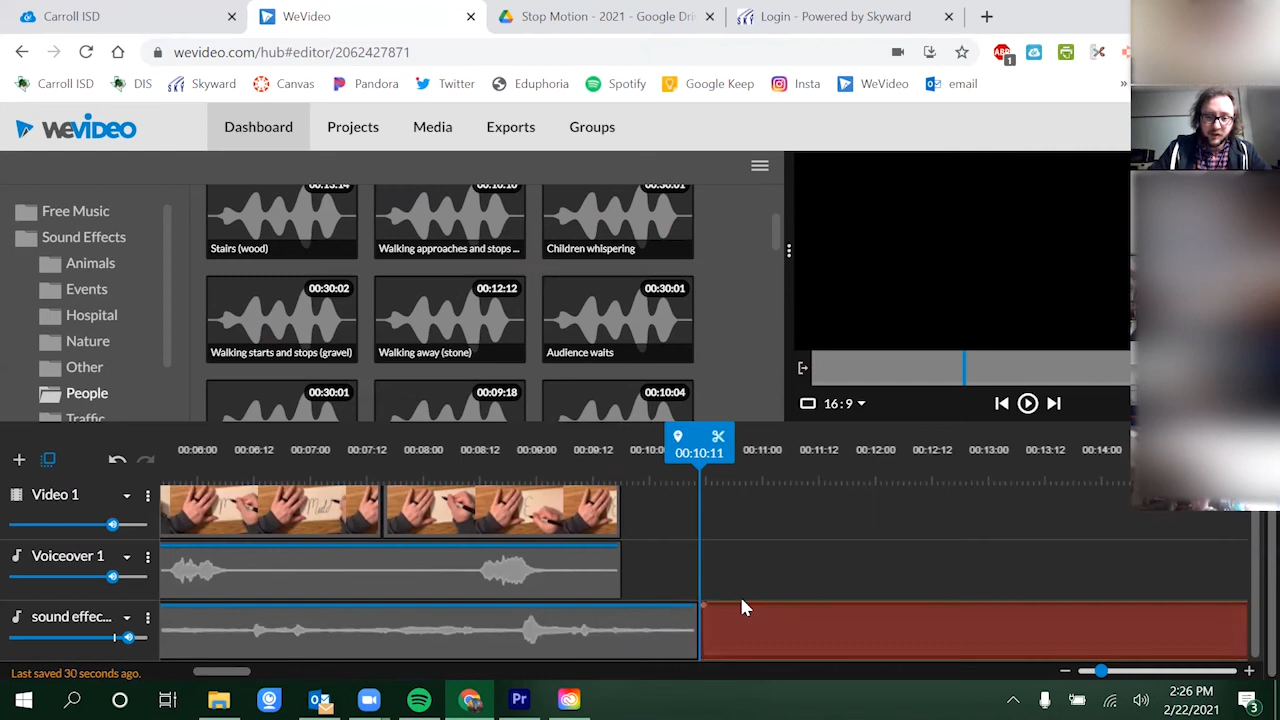 Carroll ISD
WeVideo
Stop Motion - 2021 - Google Dri
Login - Powered by Skyward
wevideo.com/hub#editor/2062427871
ABP
1
Carroll ISD
DIS
Skyward
Canvas
Pandora
Twitter
Eduphoria
Spotify
Google Keep
Insta
WeVideo
email
»
WEVIDEO
Dashboard
Projects
Media
Exports
Groups
Free Music
Sound Effects
Animals
Events
Hospital
Nature
Other
People
Traffic
00:13:14
00:10:10
00:30:01
Stairs (wood)
Walking approaches and stops ...
Children whispering
00:30:02
00:12:12
00:30:01
Walking starts and stops (gravel)
Walking away (stone)
Audience waits
00:30:01
00:09:18
00:10:04
16:9
00:10:11
00:06:00
00:06:12
00:07:00
00:07:12
00:08:00
00:08:12
00:09:00
00:09:12
00:10:0
00:11:00
00:11:12
00:12:00
00:12:12
00:13:00
00:13:12
00:14:00
Video 1
Voiceover 1
sound effec...
Last saved 30 seconds ago.
Pr
2:26 PM
2/22/2021
3